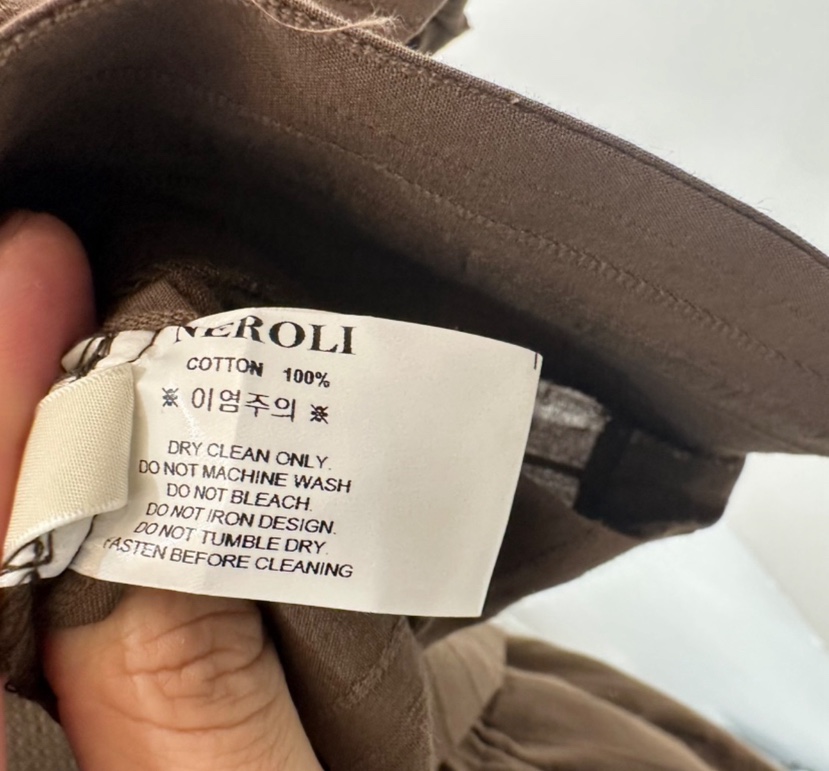 NEROLI
COTTON 100%
※ 이염주의 ※
DRY CLEAN ONLY.
DO NOT MACHINE WASH
DO NOT BLEACH.
DO NOT IRON DESIGN.
DO NOT TUMBLE DRY.
FASTEN BEFORE CLEANING